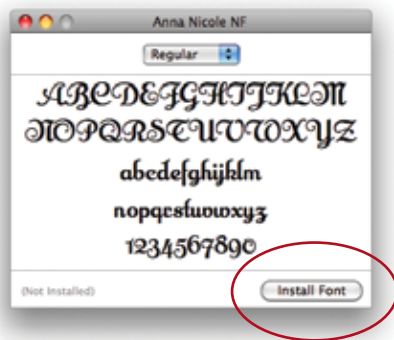 Anna Nicole NF
Regular
ABCDEFGHIJKLM
NOPQRSTUVWXYZ
abcdefghijklm
nopqrstuvwxyz
1234567890
(Not Installed)
Install Font